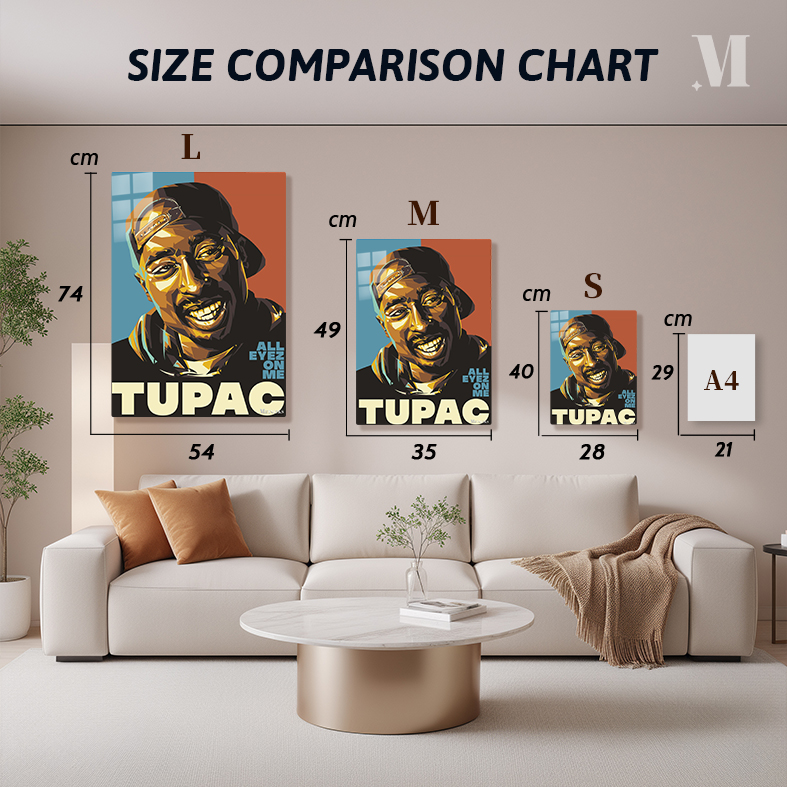 SIZE COMPARISON CHART
M
L
cm
74
54
ALL
EYEZ
ON
ME
TUPAC
M
cm
49
35
ALL
EYEZ
ON
ME
TUPAC
S
cm
40
28
ALL
EYEZ
ON
ME
TUPAC
cm
29
A4
21